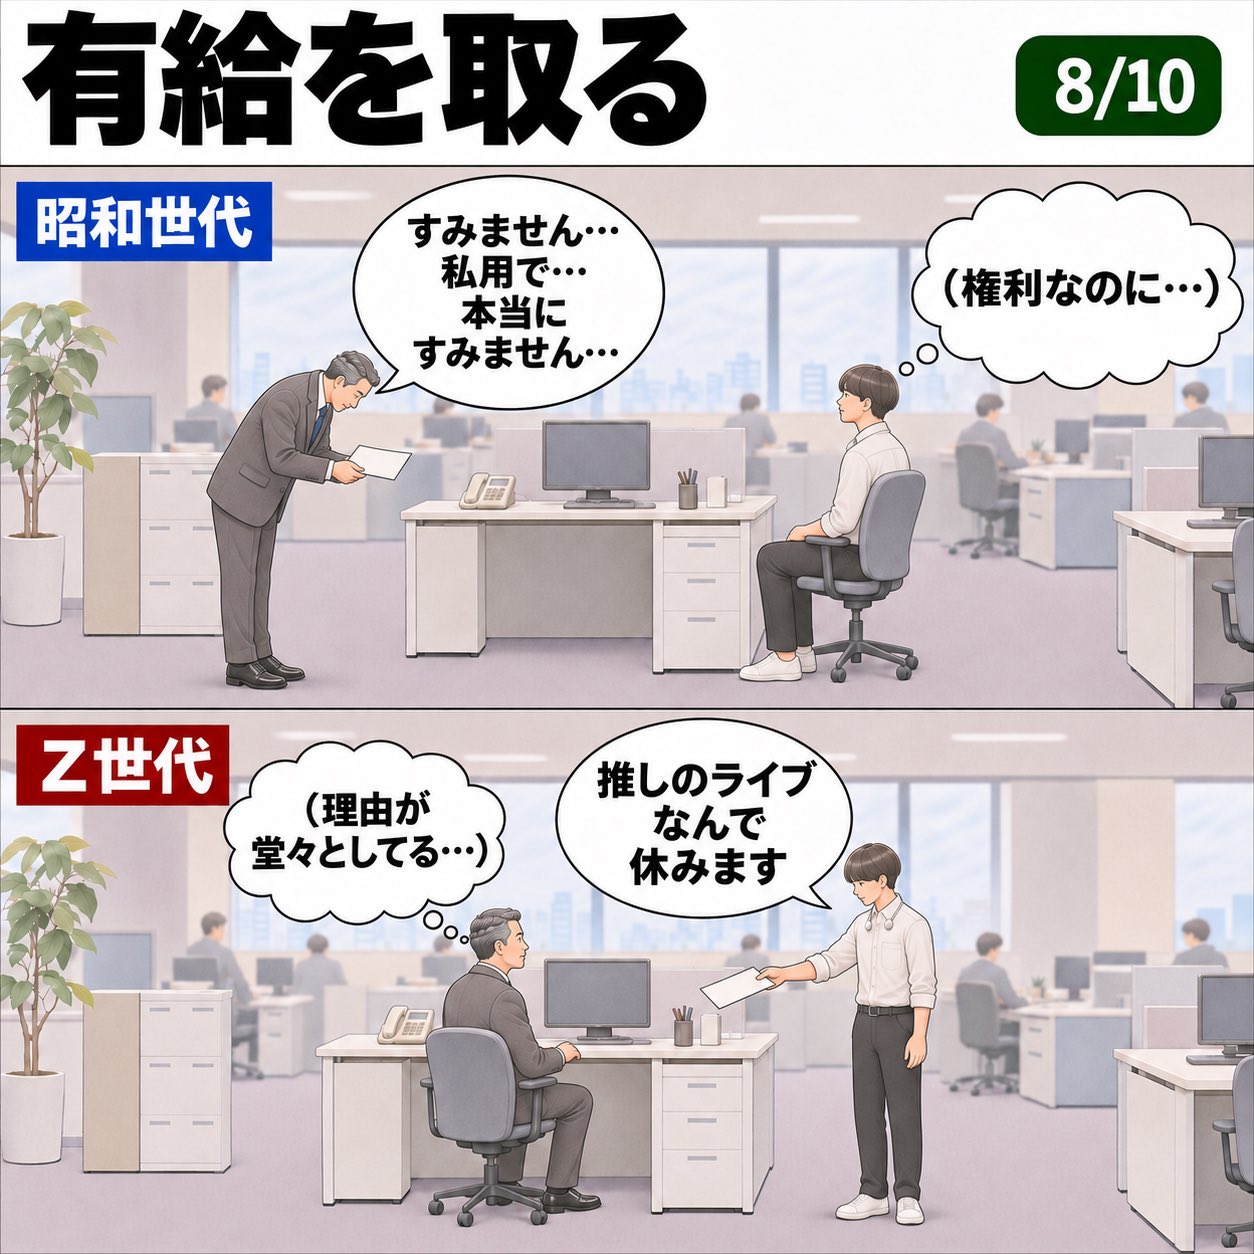 有給を取る
8/10
昭和世代
すみません…
私用で…
本当に
すみません…
(権利なのに…)
Z世代
(理由が
堂々としてる…)
推しのライブ
なんで
休みます